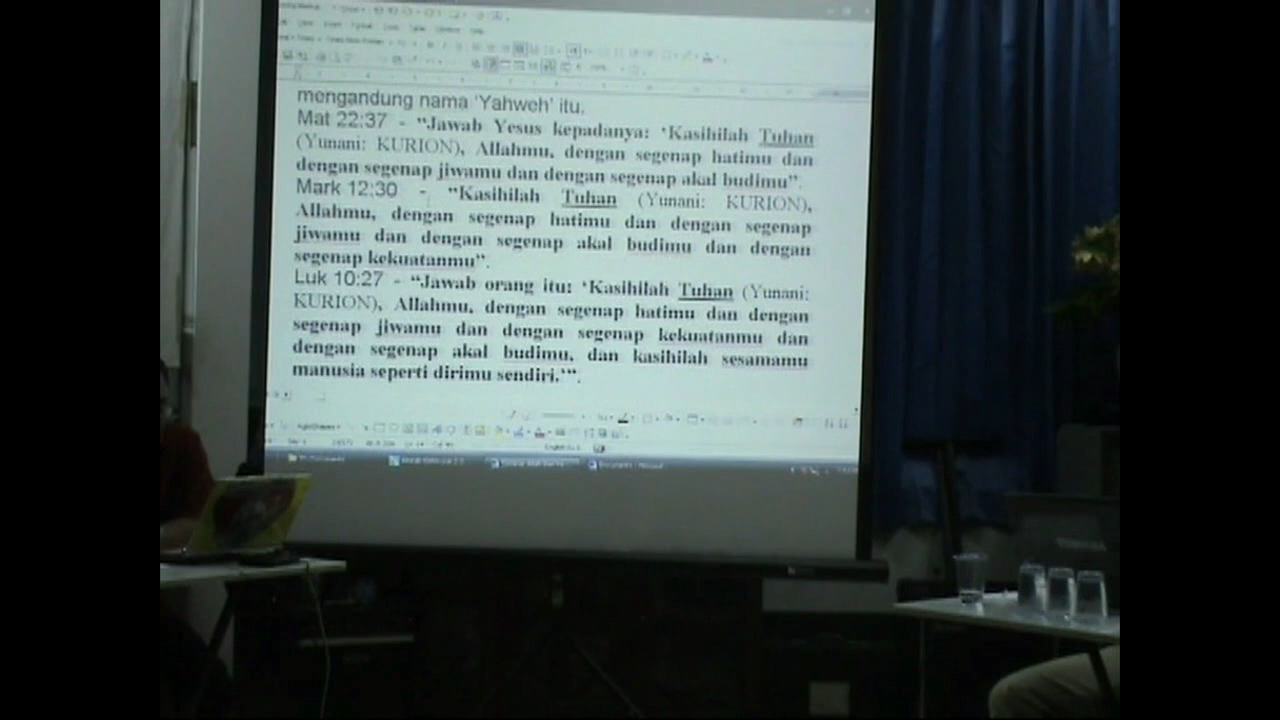 mengandung nama 'Yahweh' itu.
Mat 22:37 - "Jawab Yesus kepadanya: 'Kasihilah Tuhan
(Yunani: KURION), Allahmu, dengan segenap hatimu dan
dengan segenap jiwamu dan dengan segenap akal budimu".
Mark 12:30 - "Kasihilah Tuhan (Yunani: KURION),
Allahmu, dengan segenap hatimu dan dengan segenap
jiwamu dan dengan segenap akal budimu dan dengan
segenap kekuatanmu".
Luk 10:27 - "Jawab orang itu: 'Kasihilah Tuhan (Yunani:
KURION), Allahmu, dengan segenap hatimu dan dengan
segenap jiwamu dan dengan segenap kekuatanmu dan
dengan segenap akal budimu, dan kasihilah sesamamu
manusia seperti dirimu sendiri.'".